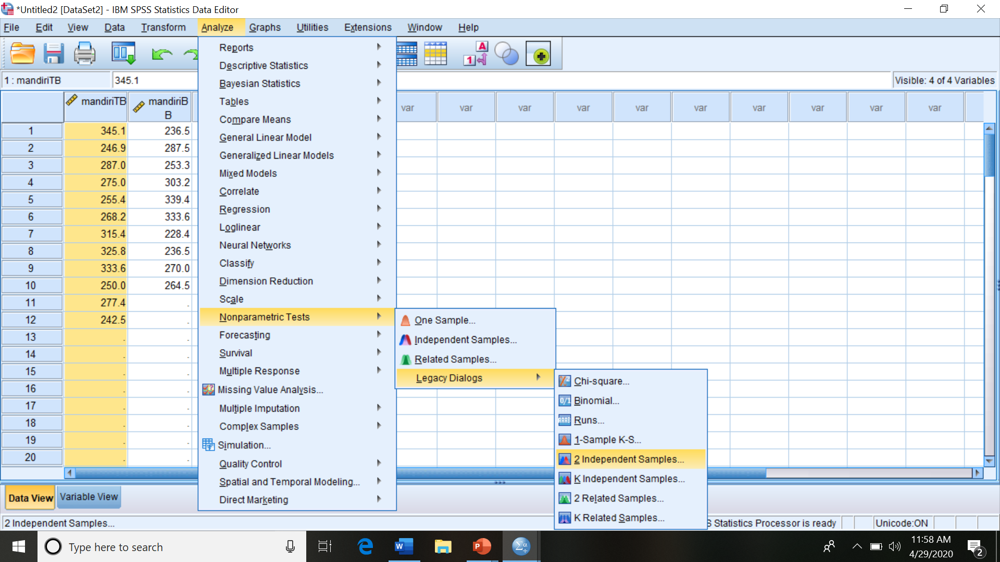 *Untitled2 [DataSet2] - IBM SPSS Statistics Data Editor
File Edit View Data Transform Analyze Graphs Utilities Extensions Window Help
1 : mandiriTB 345.1 Visible: 4 of 4 Variables
mandiriTB mandiriB B var var var var var var var var var var
1 345.1 236.5
2 246.9 287.5
3 287.0 253.3
4 275.0 303.2
5 255.4 339.4
6 268.2 333.6
7 315.4 228.4
8 325.8 236.5
9 333.6 270.0
10 250.0 264.5
11 277.4 .
12 242.5 .
13 . .
14 . .
15 . .
16 . .
17 . .
18 . .
19 . .
20 . .
Reports
Descriptive Statistics
Bayesian Statistics
Tables
Compare Means
General Linear Model
Generalized Linear Models
Mixed Models
Correlate
Regression
Loglinear
Neural Networks
Classify
Dimension Reduction
Scale
Nonparametric Tests
Forecasting
Survival
Multiple Response
Missing Value Analysis...
Multiple Imputation
Complex Samples
Simulation...
Quality Control
Spatial and Temporal Modeling...
Direct Marketing
One Sample...
Independent Samples...
Related Samples...
Legacy Dialogs
Chi-square...
Binomial...
Runs...
1-Sample K-S...
2 Independent Samples...
K Independent Samples...
2 Related Samples...
K Related Samples...
Data View Variable View
2 Independent Samples... S Statistics Processor is ready Unicode:ON
Type here to search
11:58 AM
4/29/2020
2